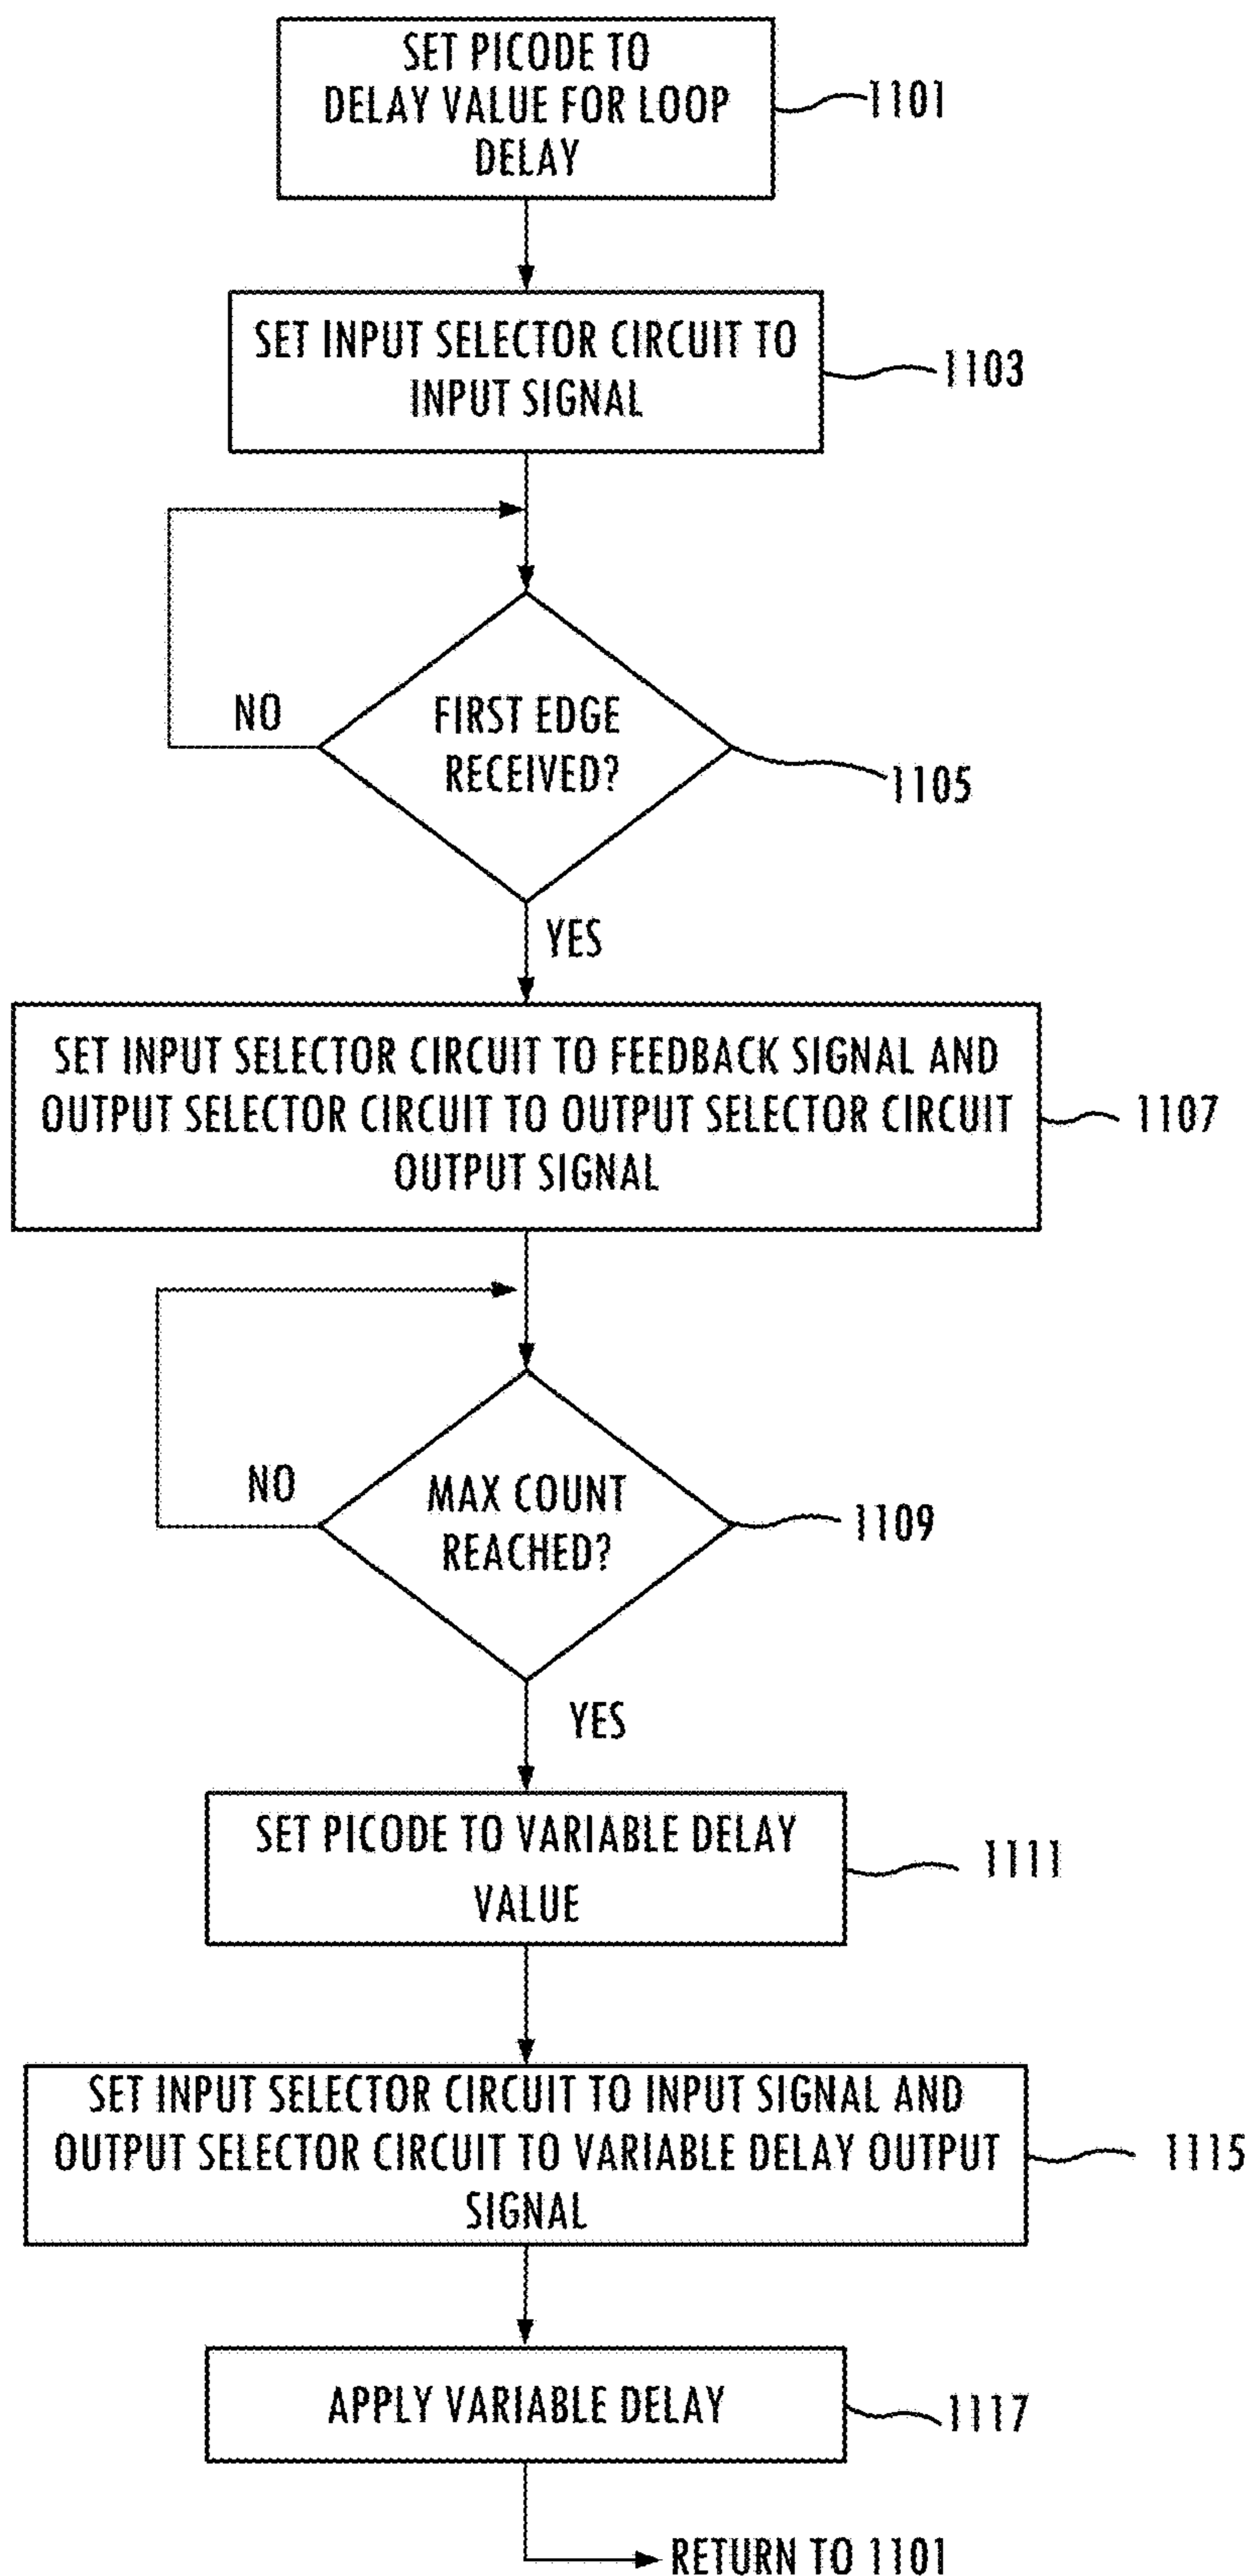 SET PICODE TO
DELAY VALUE FOR LOOP
DELAY
1101
SET INPUT SELECTOR CIRCUIT TO
INPUT SIGNAL
1103
NO
FIRST EDGE
RECEIVED?
1105
YES
SET INPUT SELECTOR CIRCUIT TO FEEDBACK SIGNAL AND
OUTPUT SELECTOR CIRCUIT TO OUTPUT SELECTOR CIRCUIT
OUTPUT SIGNAL
1107
NO
MAX COUNT
REACHED?
1109
YES
SET PICODE TO VARIABLE DELAY
VALUE
1111
SET INPUT SELECTOR CIRCUIT TO INPUT SIGNAL AND
OUTPUT SELECTOR CIRCUIT TO VARIABLE DELAY OUTPUT
SIGNAL
1115
APPLY VARIABLE DELAY
1117
RETURN TO 1101